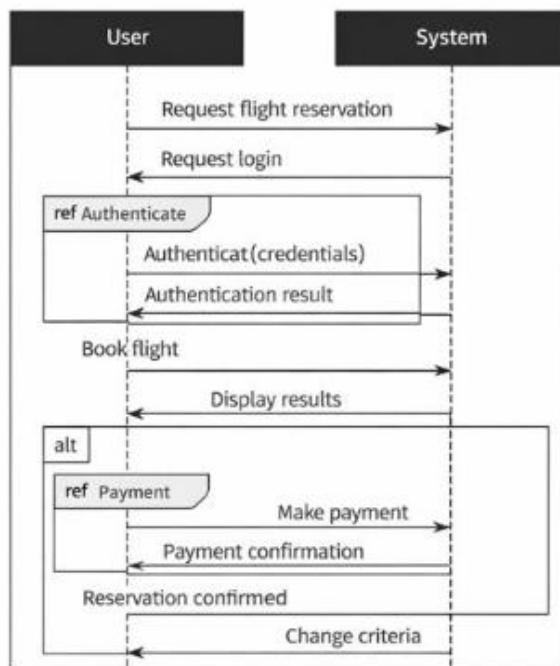 User
System
Request flight reservation
Request login
ref Authenticate
Authenticat(credentials)
Authentication result
Book flight
Display results
alt
ref Payment
Make payment
Payment confirmation
Reservation confirmed
Change criteria